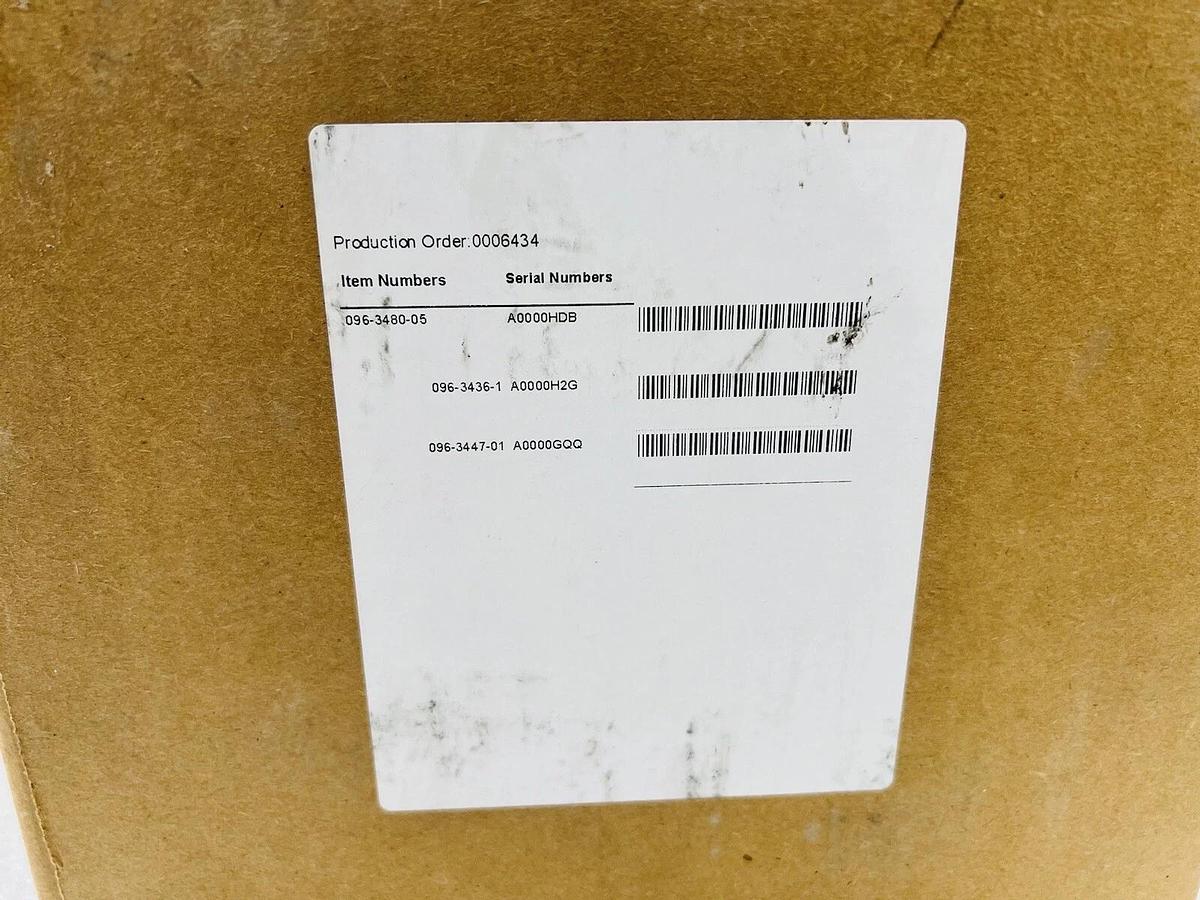 Production Order:0006434
Item Numbers Serial Numbers
096-3480-05 A0000HDB
096-3436-1 A0000H2G
096-3447-01 A0000GQQ